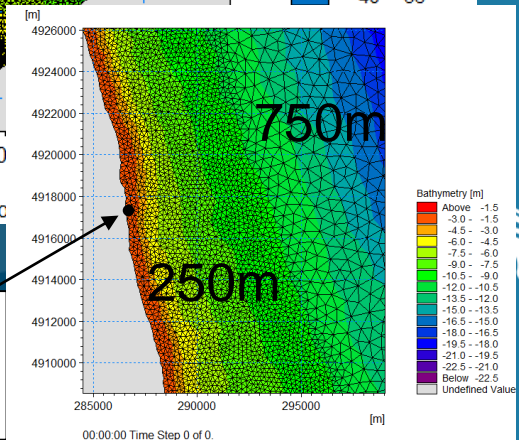 [m]
4926000
4924000
4922000
4920000
4918000
4916000
4914000
4912000
4910000
750m
250m
285000
290000
295000
[m]
00:00:00 Time Step 0 of 0.
Bathymetry [m]
Above -1.5
-3.0 - -1.5
-4.5 - -3.0
-6.0 - -4.5
-7.5 - -6.0
-9.0 - -7.5
-10.5 - -9.0
-12.0 - -10.5
-13.5 - -12.0
-15.0 - -13.5
-16.5 - -15.0
-18.0 - -16.5
-19.5 - -18.0
-21.0 - -19.5
-22.5 - -21.0
Below -22.5
Undefined Value